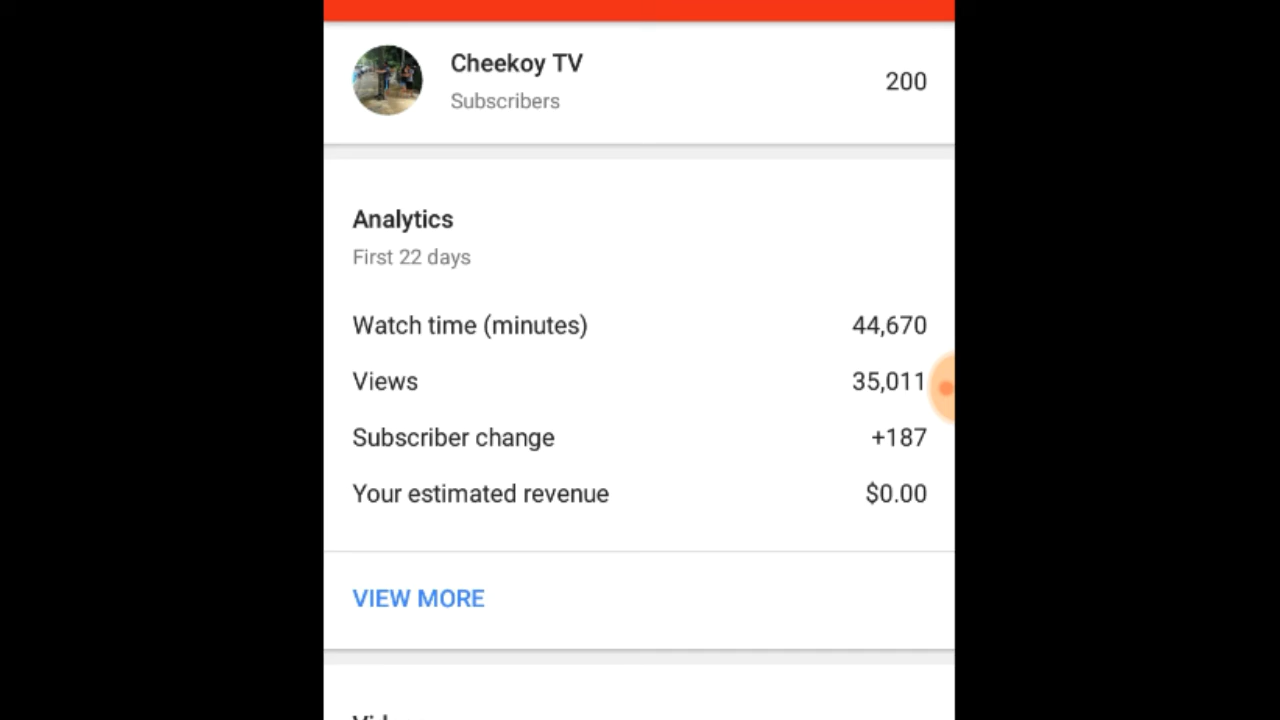 Cheekoy TV
Subscribers
200
Analytics
First 22 days
Watch time (minutes) 44,670
Views 35,011
Subscriber change +187
Your estimated revenue $0.00
VIEW MORE